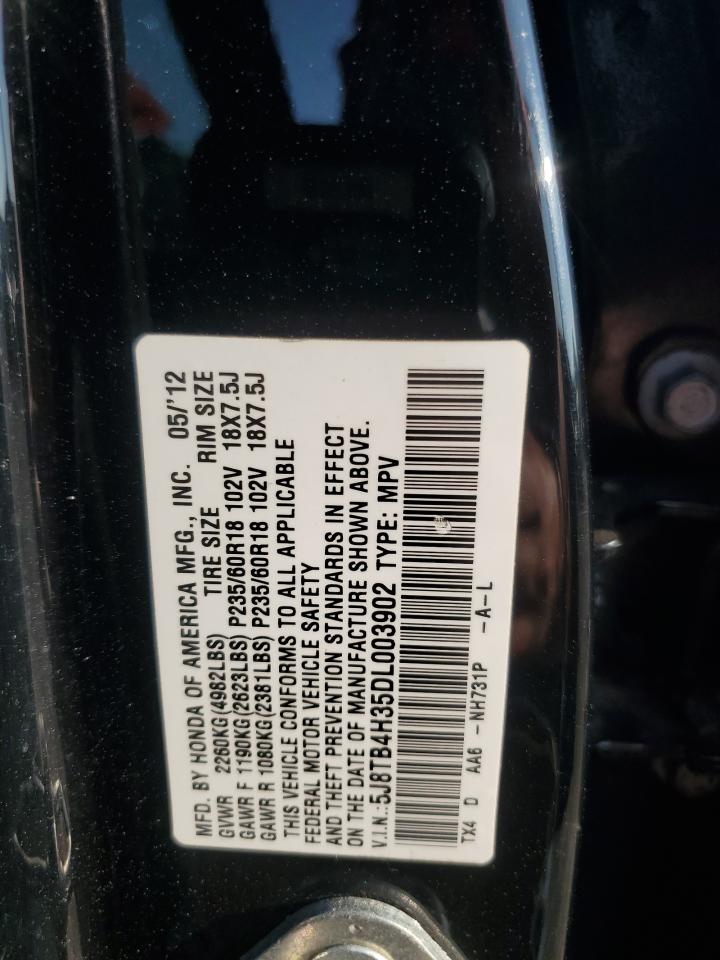 MFD. BY HONDA OF AMERICA MFG., INC. 05/'12
GVWR 2260KG(4982LBS) TIRE SIZE RIM SIZE
GAWR F 1190KG(2623LBS) P235/60R18 102V 18X7.5J
GAWR R 1080KG(2381LBS) P235/60R18 102V 18X7.5J
THIS VEHICLE CONFORMS TO ALL APPLICABLE
FEDERAL MOTOR VEHICLE SAFETY
AND THEFT PREVENTION STANDARDS IN EFFECT
ON THE DATE OF MANUFACTURE SHOWN ABOVE.
V.I.N.:5J8TB4H35DL003902 TYPE: MPV
TX4 D AA6 -NH731P -A-L